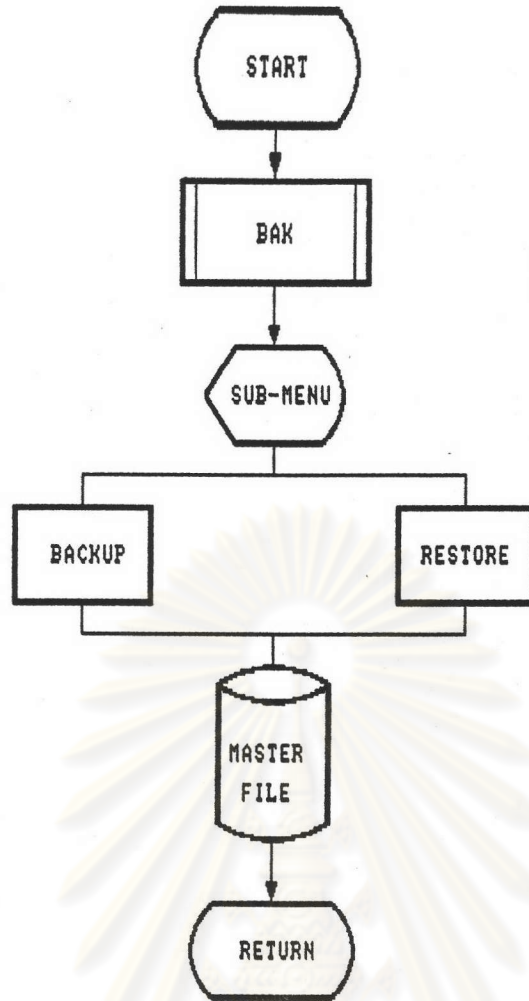 START
BAK
SUB-MENU
BACKUP
RESTORE
MASTER
FILE
RETURN